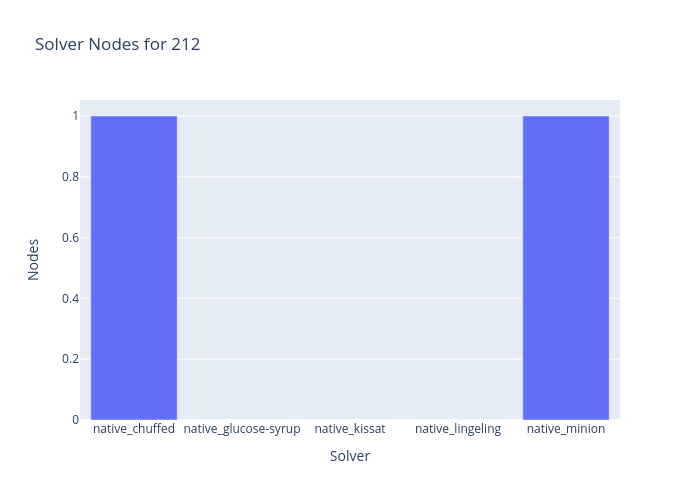 Solver Nodes for 212
Nodes
1
0.8
0.6
0.4
0.2
0
native_chuffed native_glucose-syrup native_kissat native_lingeling native_minion
Solver